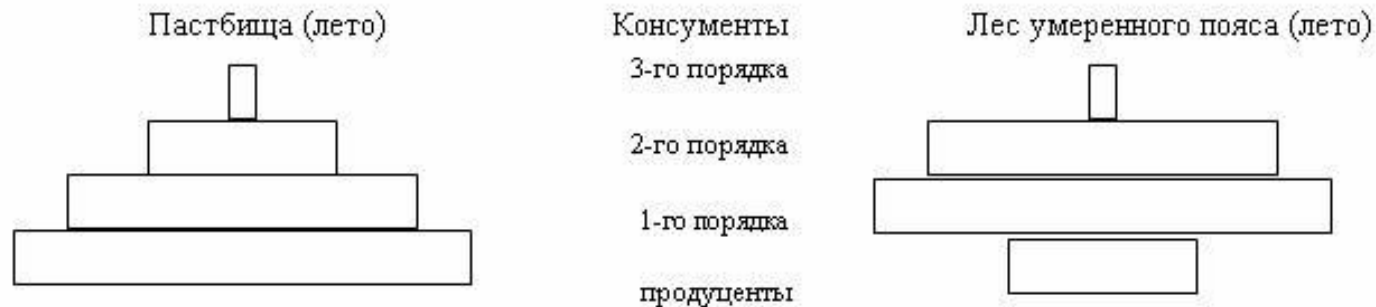 Пастбища (лето)
Консументы
Лес умеренного пояса (лето)
3-го порядка
2-го порядка
1-го порядка
продуценты